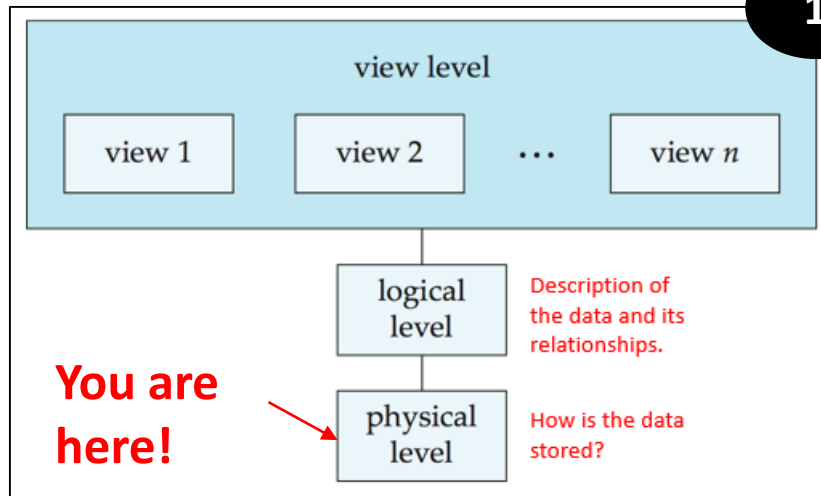 1
view level
view 1
view 2
...
view n
logical
level
Description of
the data and its
relationships.
You are
here!
physical
level
How is the data
stored?